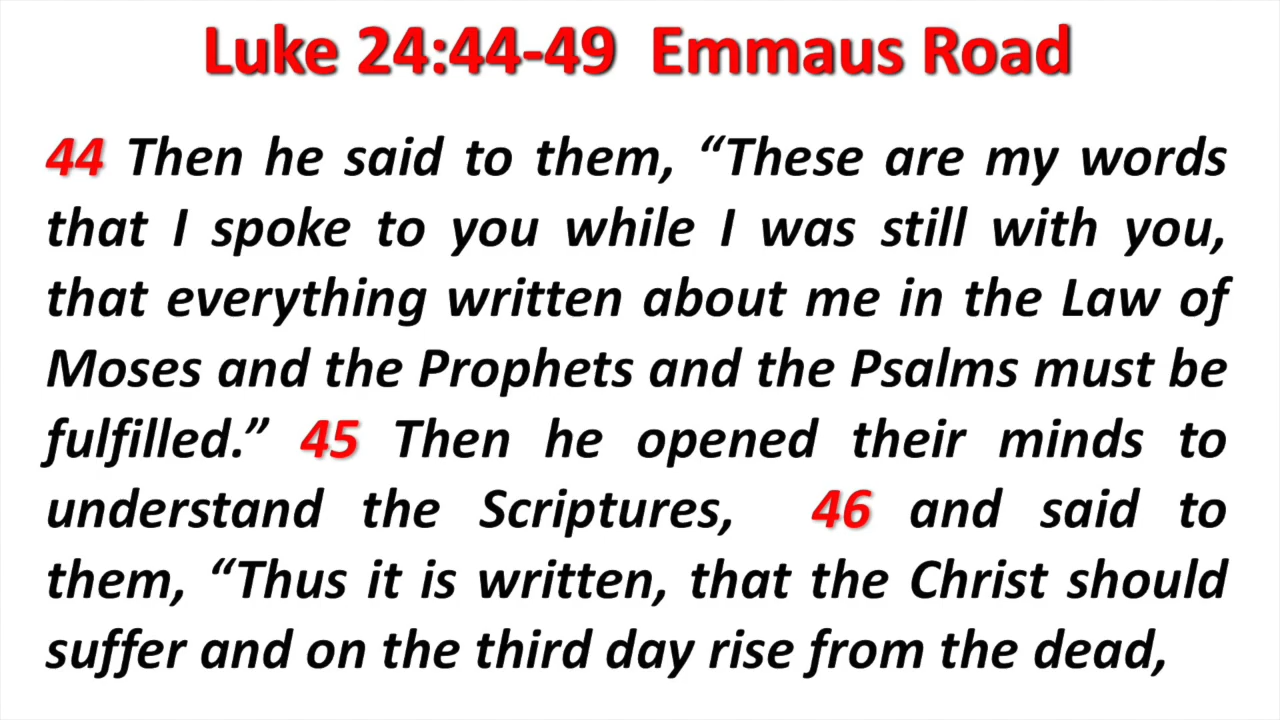 Luke 24:44-49 Emmaus Road
44 Then he said to them, “These are my words
that I spoke to you while I was still with you,
that everything written about me in the Law of
Moses and the Prophets and the Psalms must be
fulfilled.” 45 Then he opened their minds to
understand the Scriptures, 46 and said to
them, “Thus it is written, that the Christ should
suffer and on the third day rise from the dead,